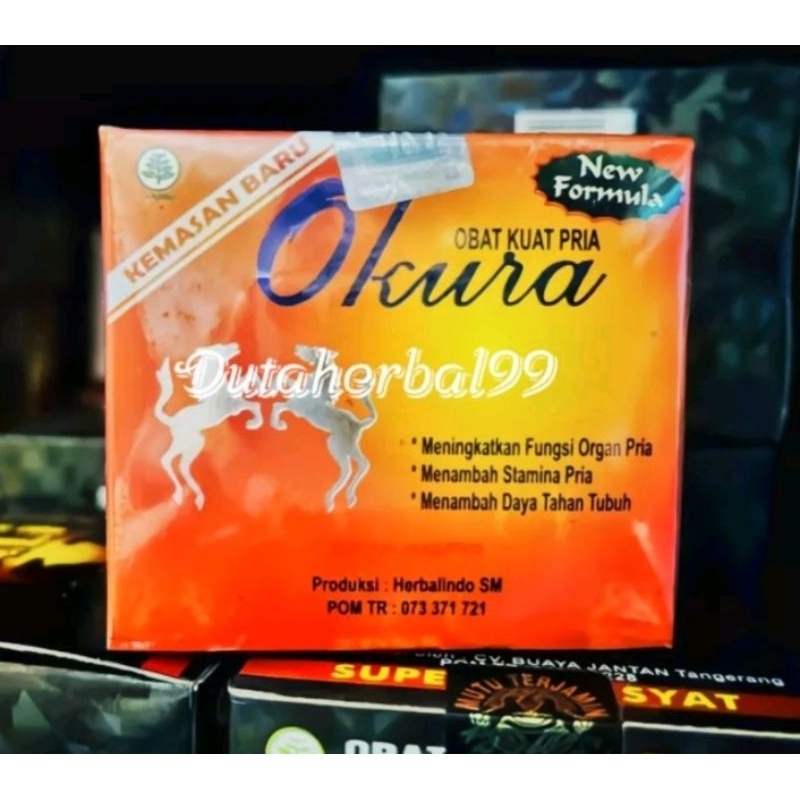 KEMASAN BARU
New
Formula
OBAT KUAT PRIA
Okura
Dutaherbal99
* Meningkatkan Fungsi Organ Pria
* Menambah Stamina Pria
* Menambah Daya Tahan Tubuh
Produksi : Herbalindo SM
POM TR : 073 371 721
CV. BUAYA JANTAN Tangerang
SUPE SYAT
MUTU TERJAMIN
OBAT